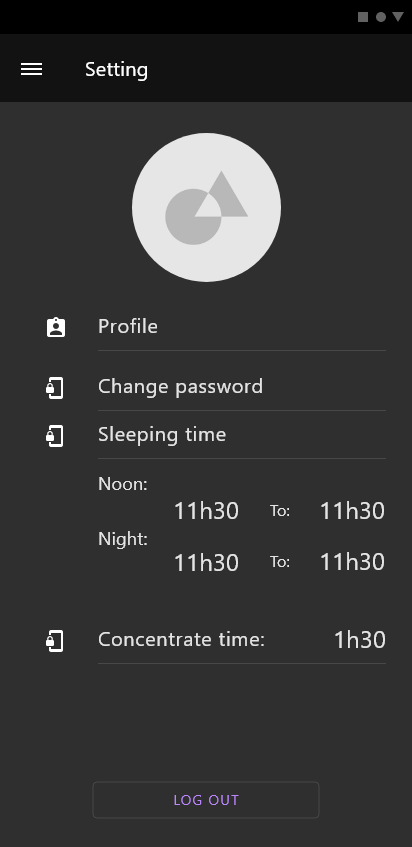 Setting
Profile
Change password
Sleeping time
Noon:
11h30 To: 11h30
Night:
11h30 To: 11h30
Concentrate time: 1h30
LOG OUT